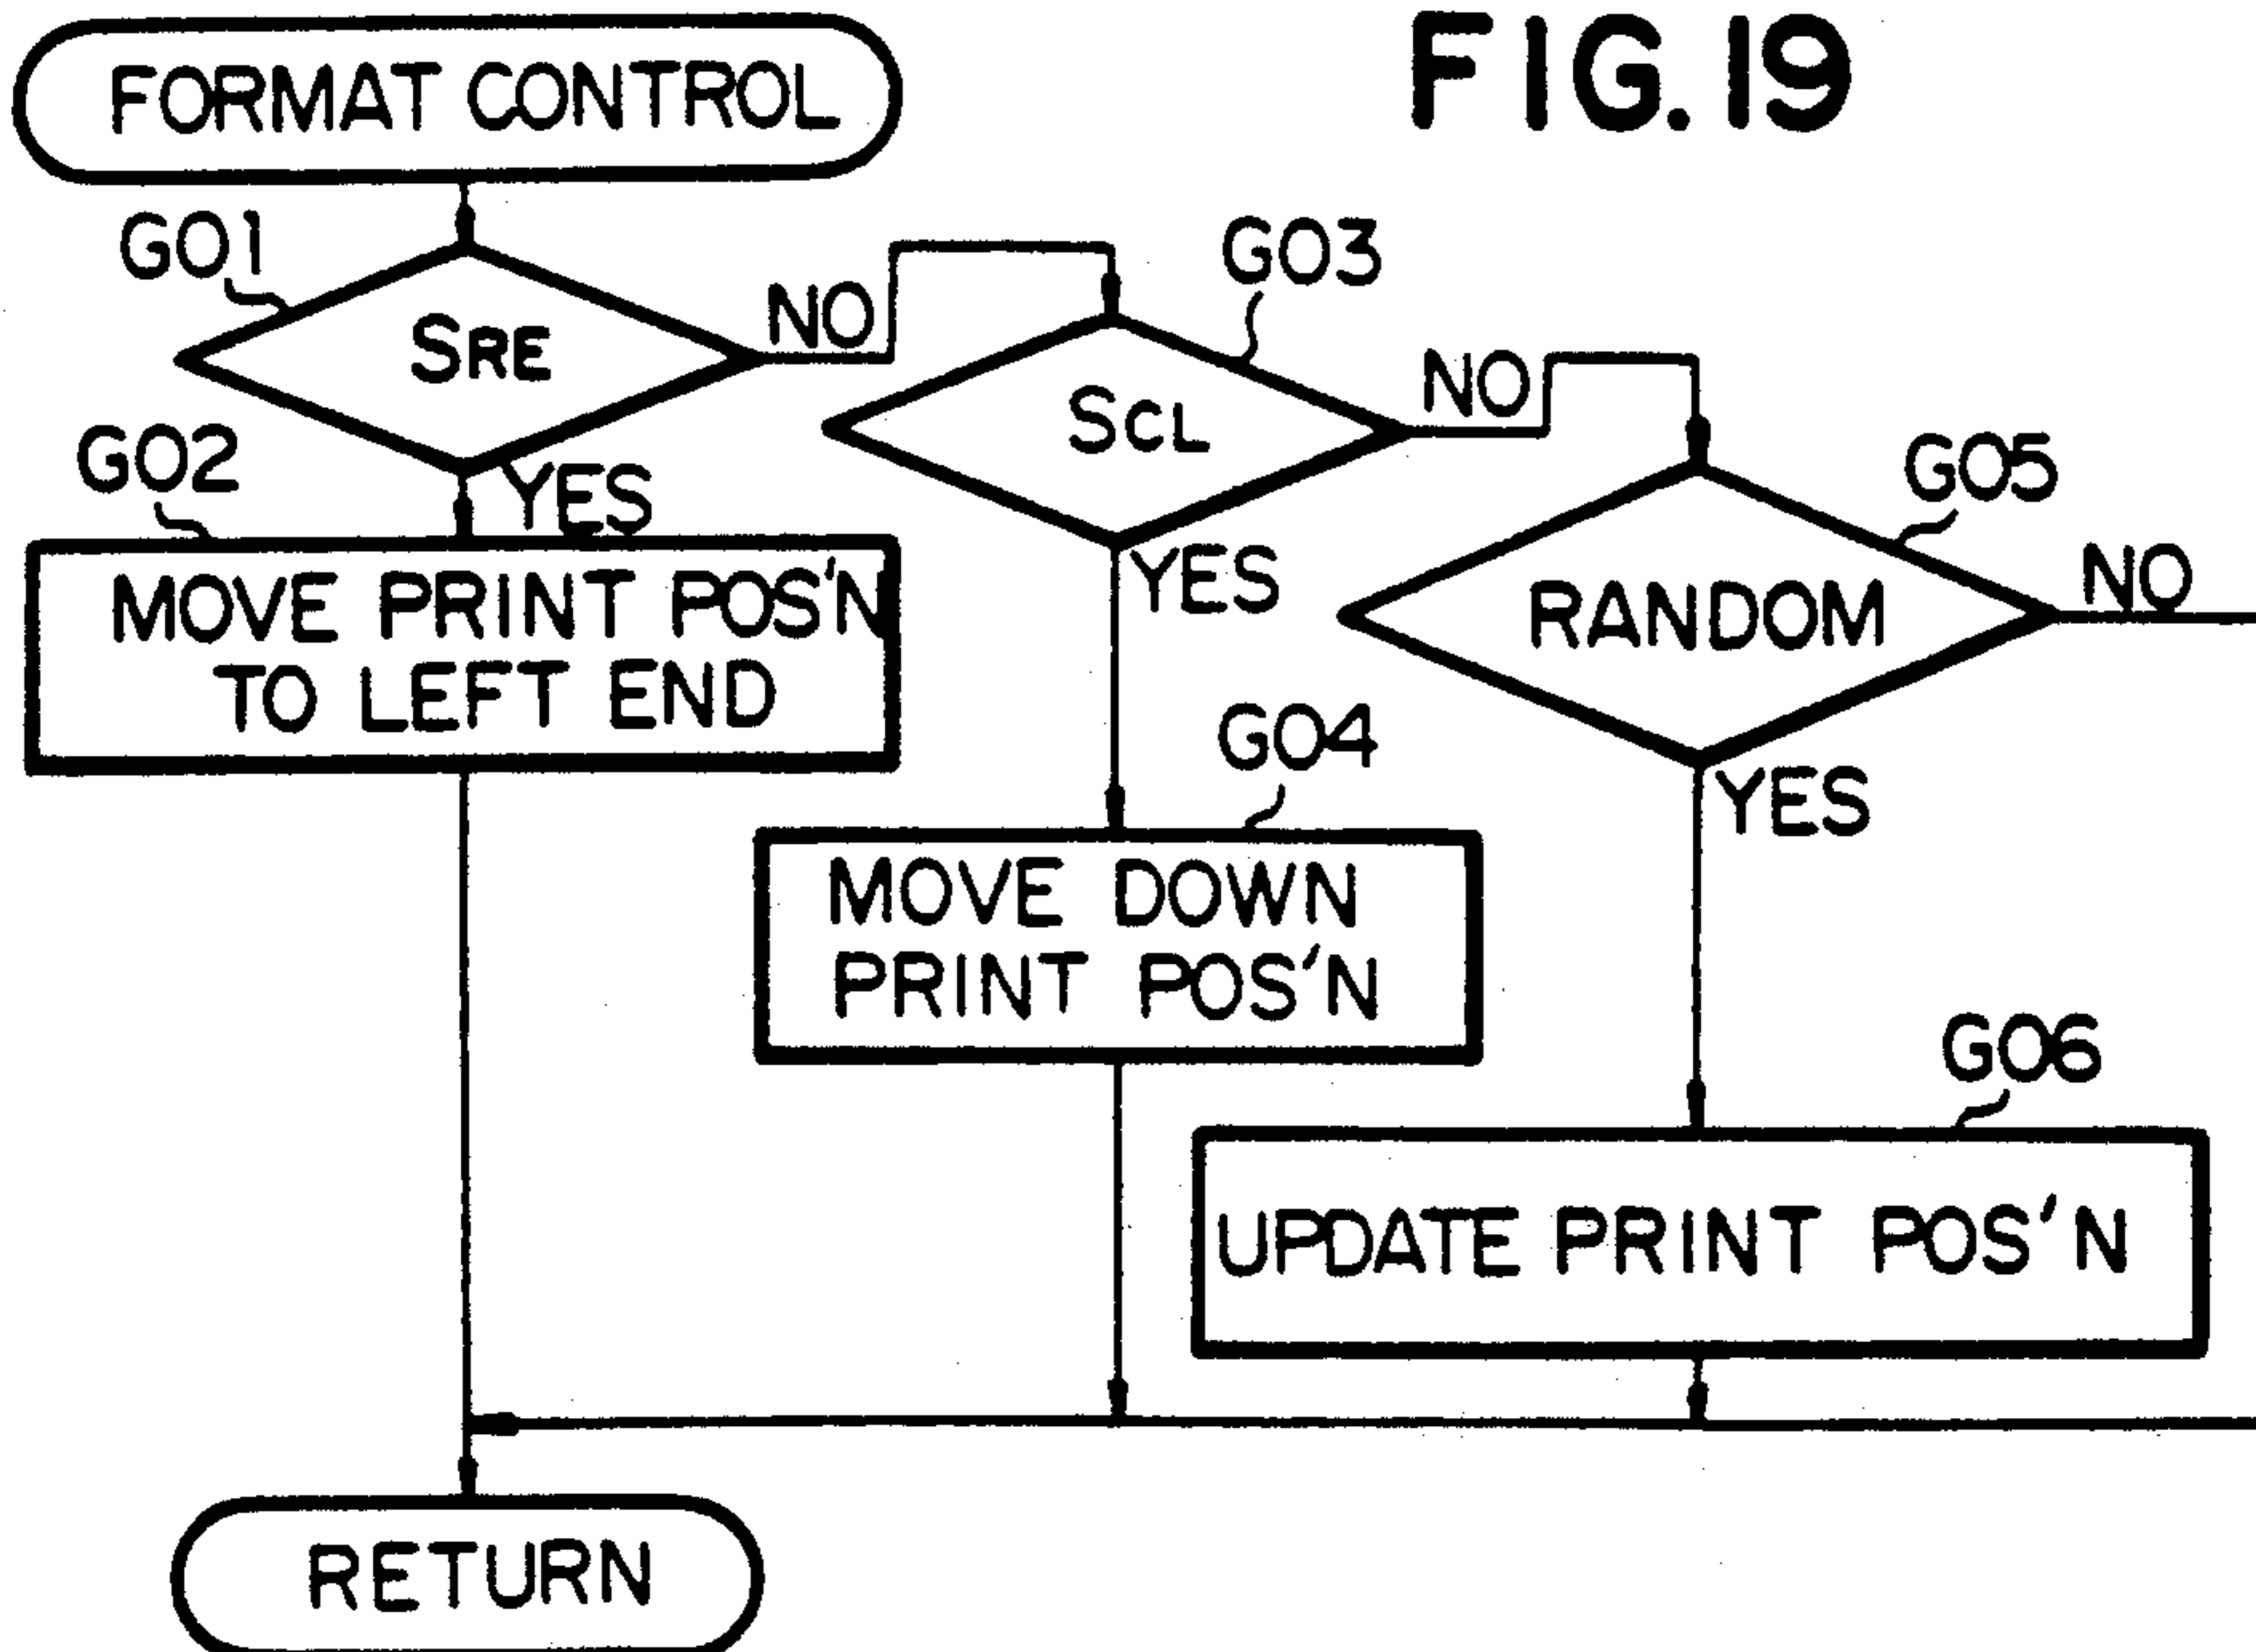 FIG. 19
FORMAT CONTROL
G01
SRE
NO
YES
G02
MOVE PRINT POS'N
TO LEFT END
G03
SCL
NO
YES
G04
MOVE DOWN
PRINT POS'N
G05
RANDOM
NO
YES
G06
UPDATE PRINT POS'N
RETURN